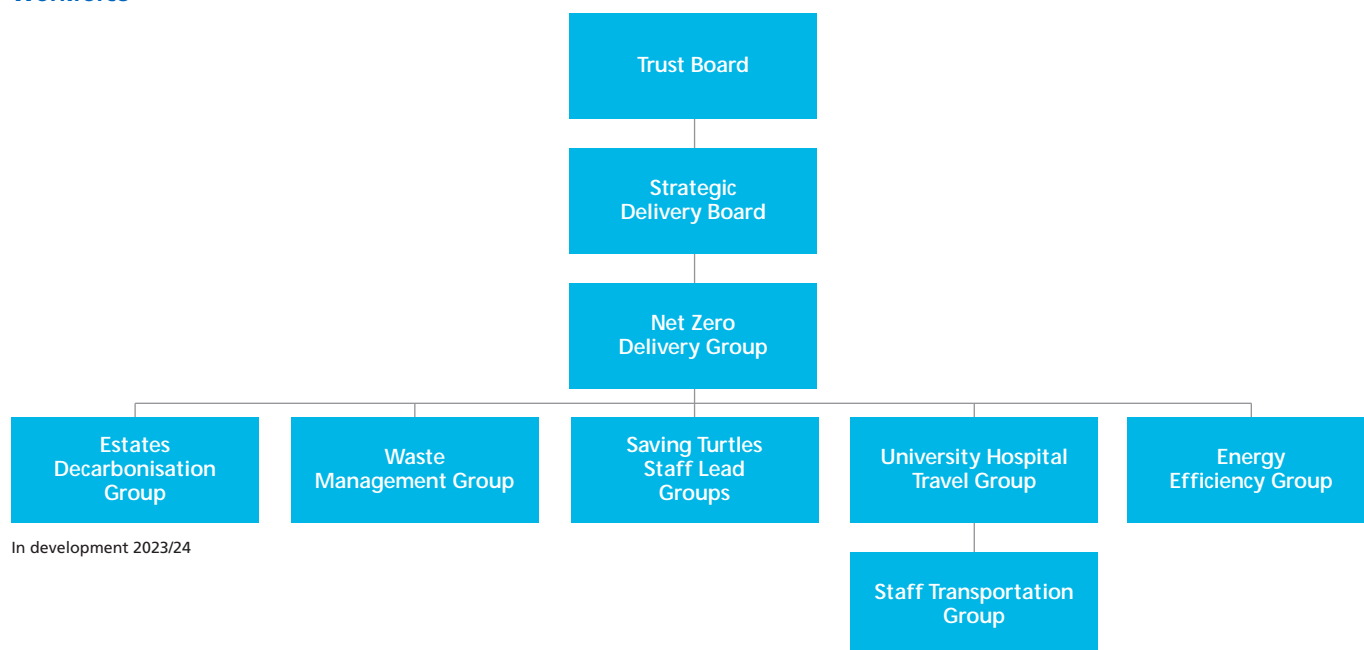 Trust Board
Strategic
Delivery Board
Net Zero
Delivery Group
Estates
Decarbonisation
Group
Waste
Management Group
Saving Turtles
Staff Lead
Groups
University Hospital
Travel Group
Energy
Efficiency Group
In development 2023/24
Staff Transportation
Group